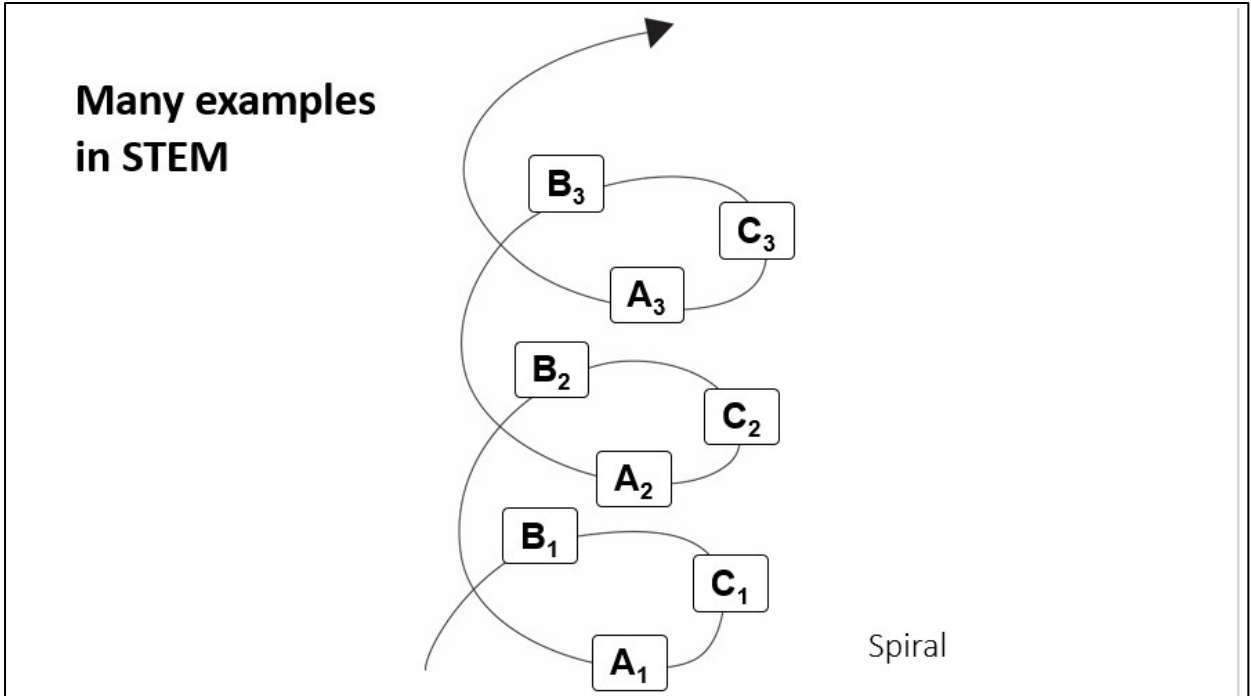 Many examples
in STEM
B₃
C₃
A₃
B₂
C₂
A₂
B₁
C₁
A₁
Spiral